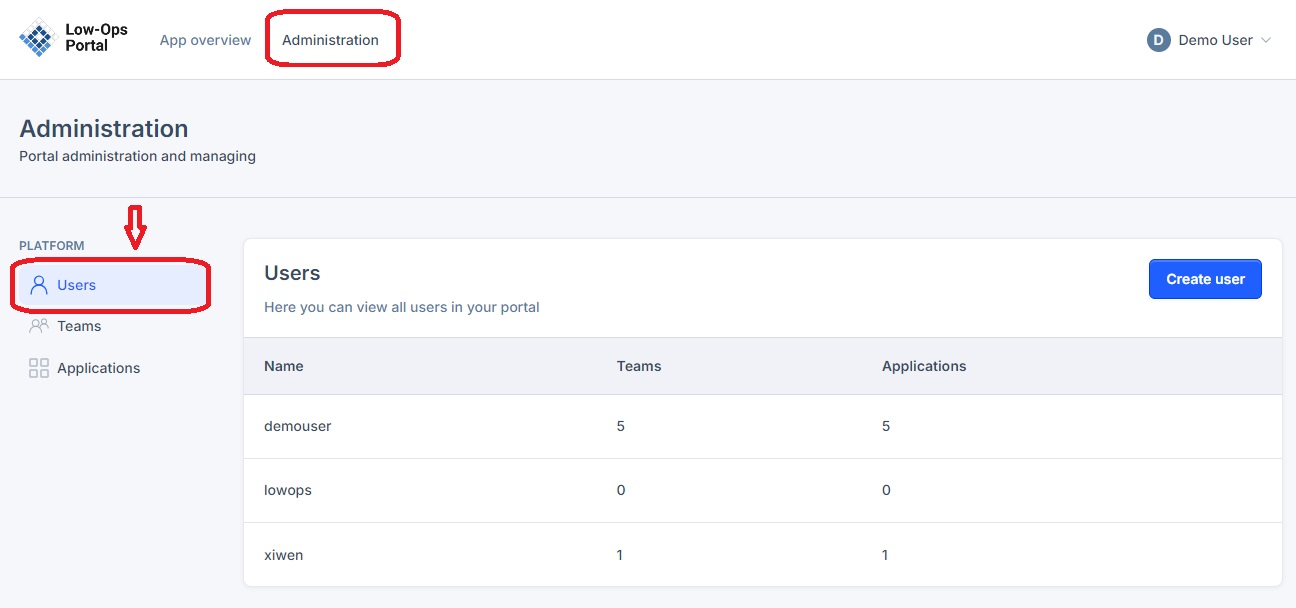 Low-Ops
Portal
App overview
Administration
D
Demo User
Administration
Portal administration and managing
PLATFORM
Users
Teams
Applications
Users
Create user
Here you can view all users in your portal
Name Teams Applications
demouser 5 5
lowops 0 0
xiwen 1 1